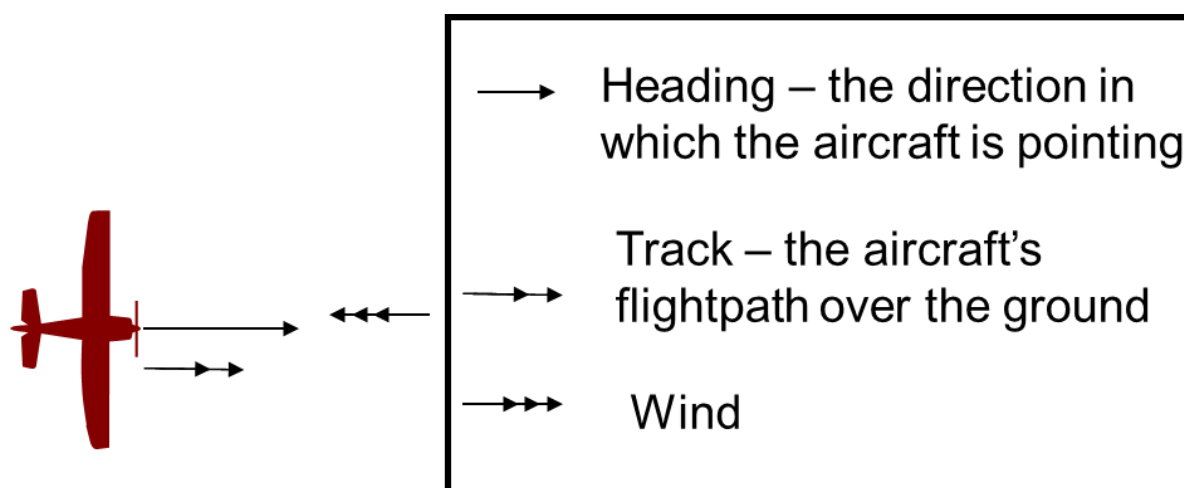 Heading – the direction in
which the aircraft is pointing
Track – the aircraft’s
flightpath over the ground
Wind